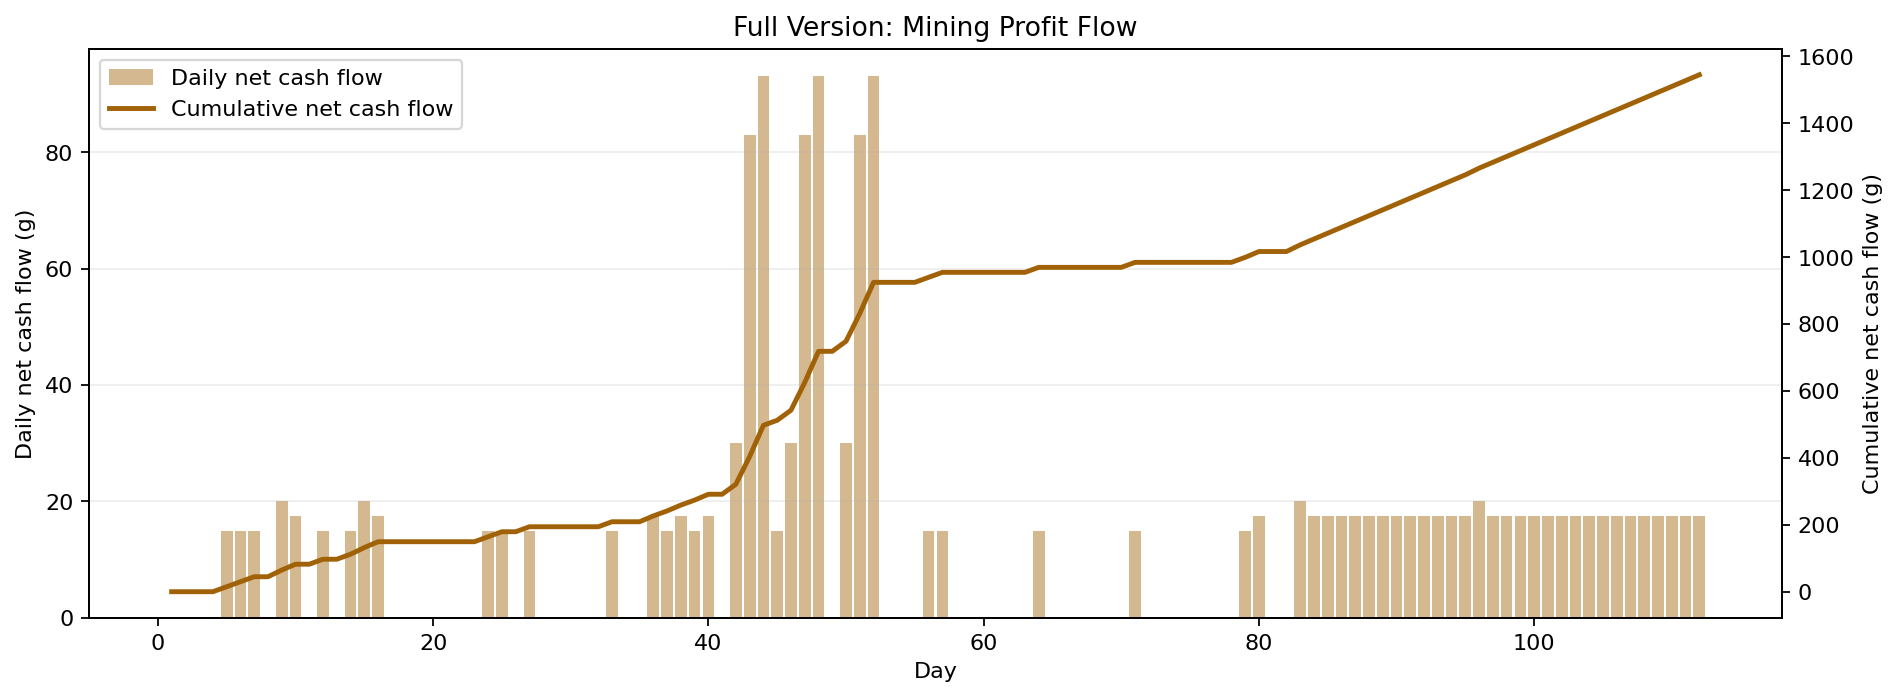 Full Version: Mining Profit Flow
Daily net cash flow
Cumulative net cash flow
Daily net cash flow (g)
80
60
40
20
0
Cumulative net cash flow (g)
1600
1400
1200
1000
800
600
400
200
0
0 20 40 60 80 100
Day